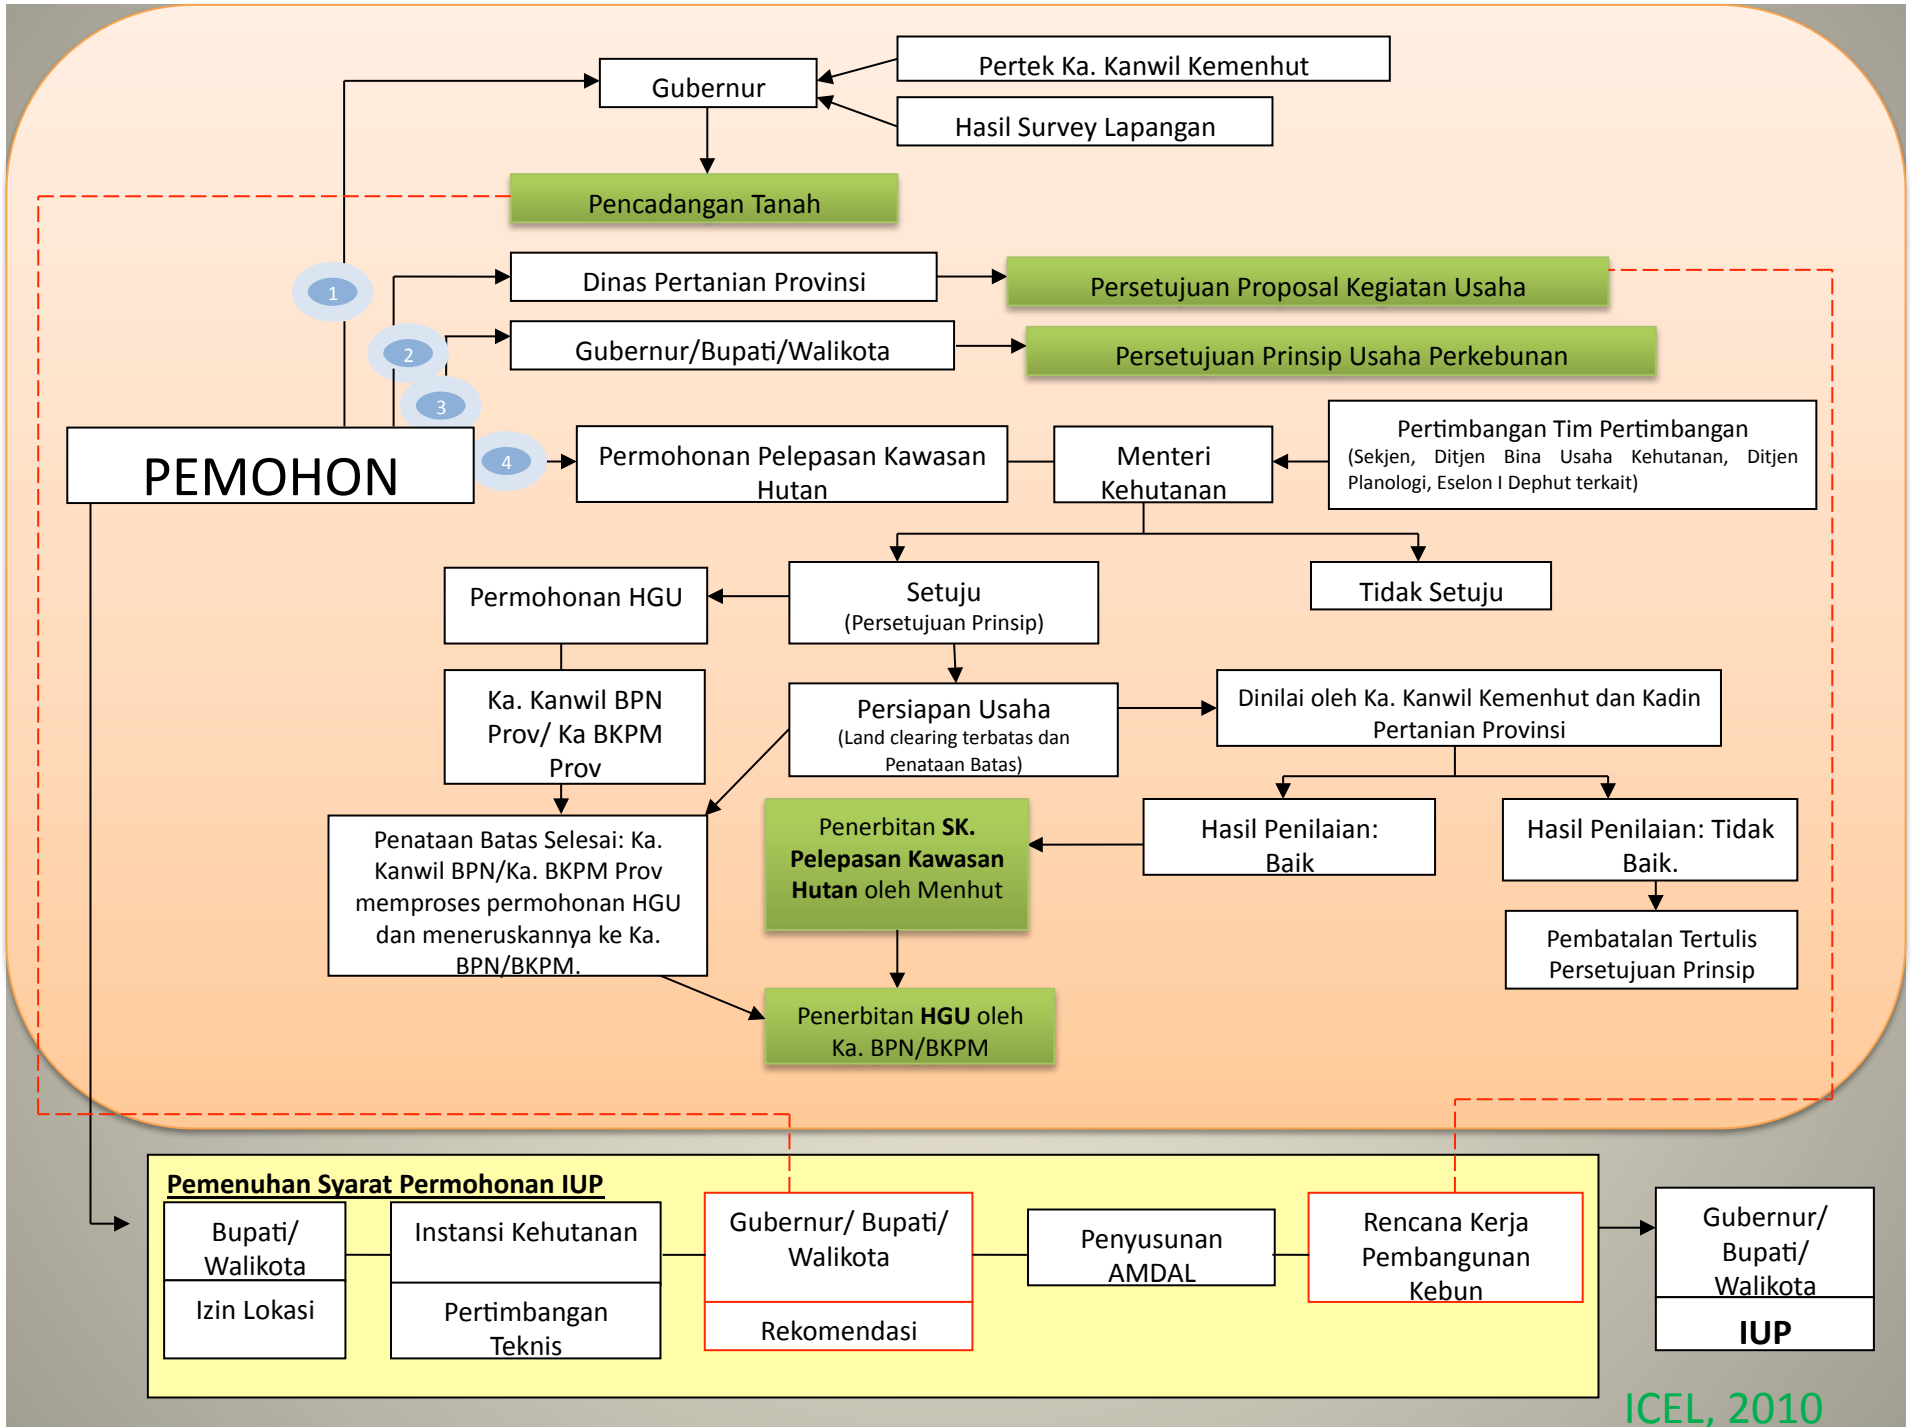 Pertek Ka. Kanwil Kemenhut
Gubernur
Hasil Survey Lapangan
Pencadangan Tanah
1
Dinas Pertanian Provinsi
Persetujuan Proposal Kegiatan Usaha
2
Gubernur/Bupati/Walikota
Persetujuan Prinsip Usaha Perkebunan
3
PEMOHON
4
Permohonan Pelepasan Kawasan
Hutan
Menteri
Kehutanan
Pertimbangan Tim Pertimbangan
(Sekjen, Ditjen Bina Usaha Kehutanan, Ditjen
Planologi, Eselon I Dephut terkait)
Permohonan HGU
Setuju
(Persetujuan Prinsip)
Tidak Setuju
Ka. Kanwil BPN
Prov/ Ka BKPM
Prov
Persiapan Usaha
(Land clearing terbatas dan
Penataan Batas)
Dinilai oleh Ka. Kanwil Kemenhut dan Kadin
Pertanian Provinsi
Penataan Batas Selesai: Ka.
Kanwil BPN/Ka. BKPM Prov
memproses permohonan HGU
dan meneruskannya ke Ka.
BPN/BKPM.
Penerbitan SK.
Pelepasan Kawasan
Hutan oleh Menhut
Hasil Penilaian:
Baik
Hasil Penilaian: Tidak
Baik.
Pembatalan Tertulis
Persetujuan Prinsip
Penerbitan HGU oleh
Ka. BPN/BKPM
Pemenuhan Syarat Permohonan IUP
Bupati/
Walikota
Izin Lokasi
Instansi Kehutanan
Pertimbangan
Teknis
Gubernur/ Bupati/
Walikota
Rekomendasi
Penyusunan
AMDAL
Rencana Kerja
Pembangunan
Kebun
Gubernur/
Bupati/
Walikota
IUP
ICEL, 2010